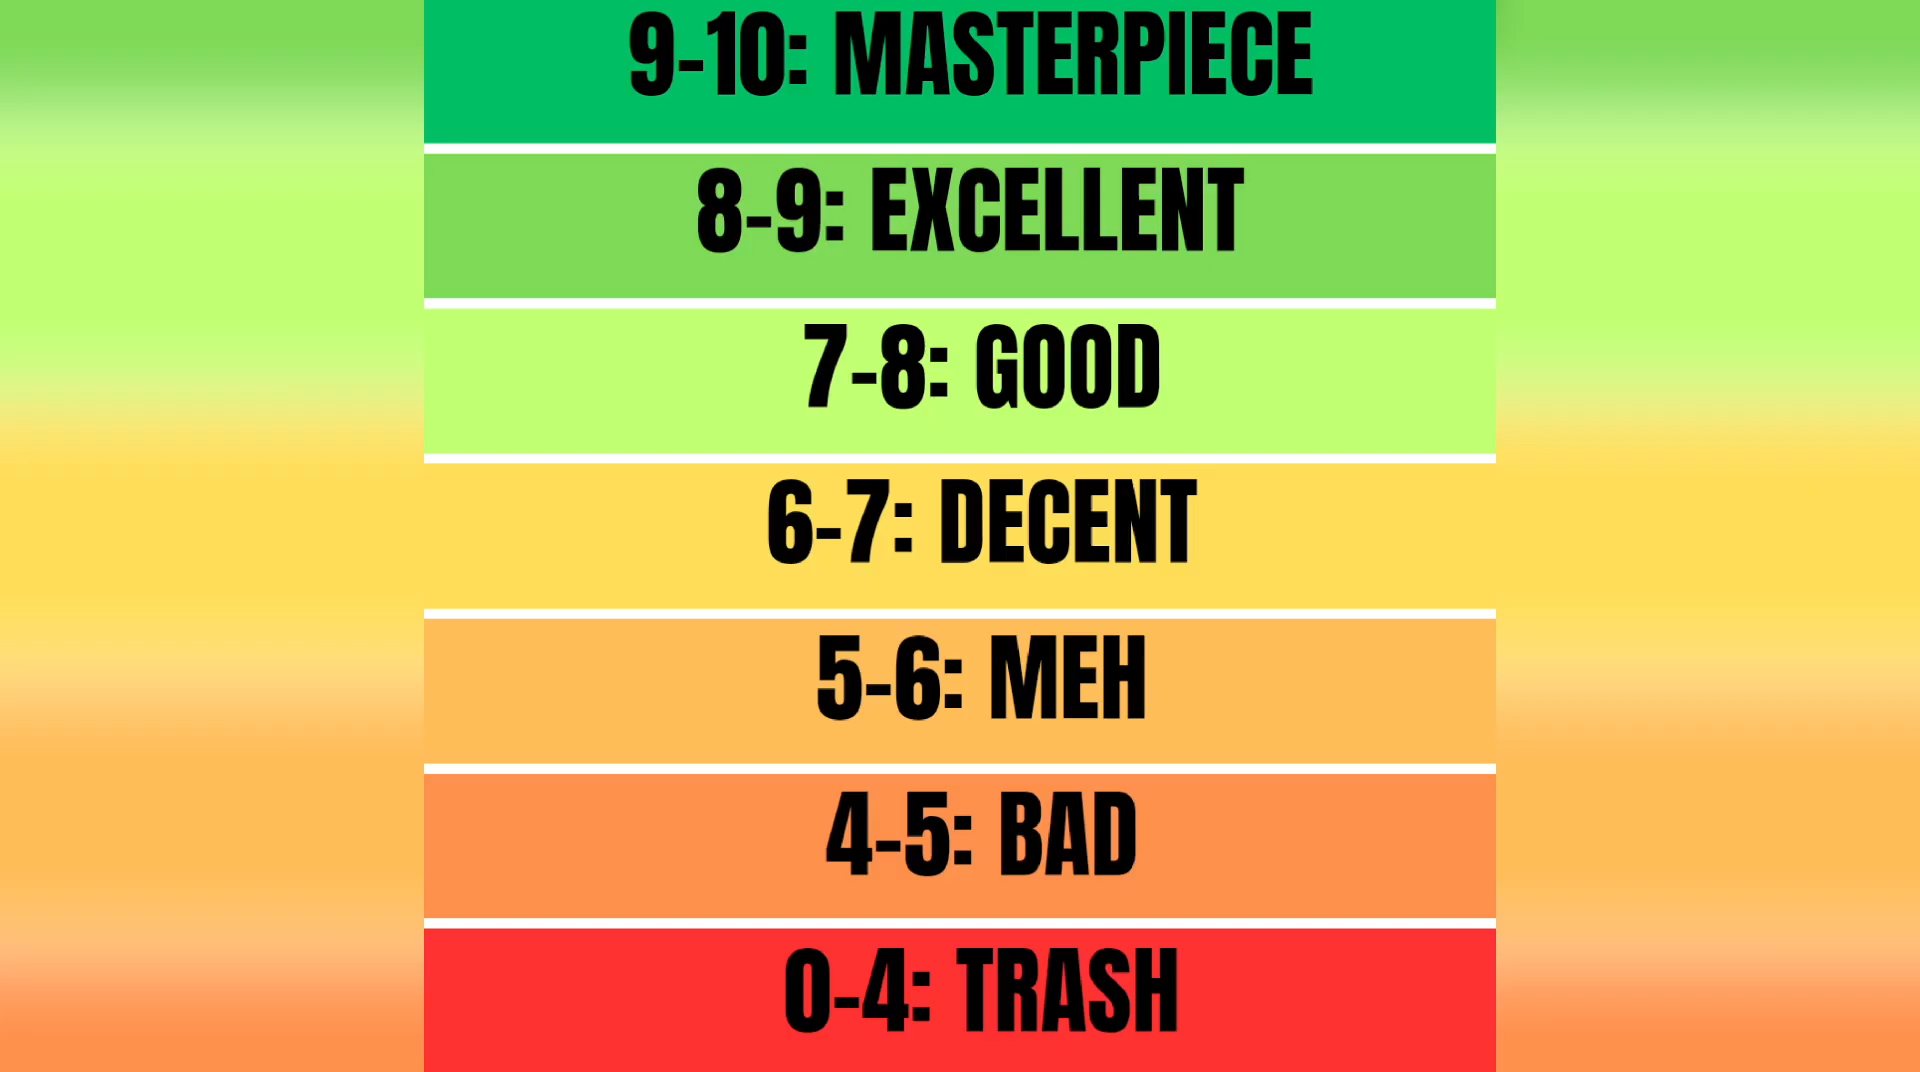 9-10: MASTERPIECE
8-9: EXCELLENT
7-8: GOOD
6-7: DECENT
5-6: MEH
4-5: BAD
0-4: TRASH